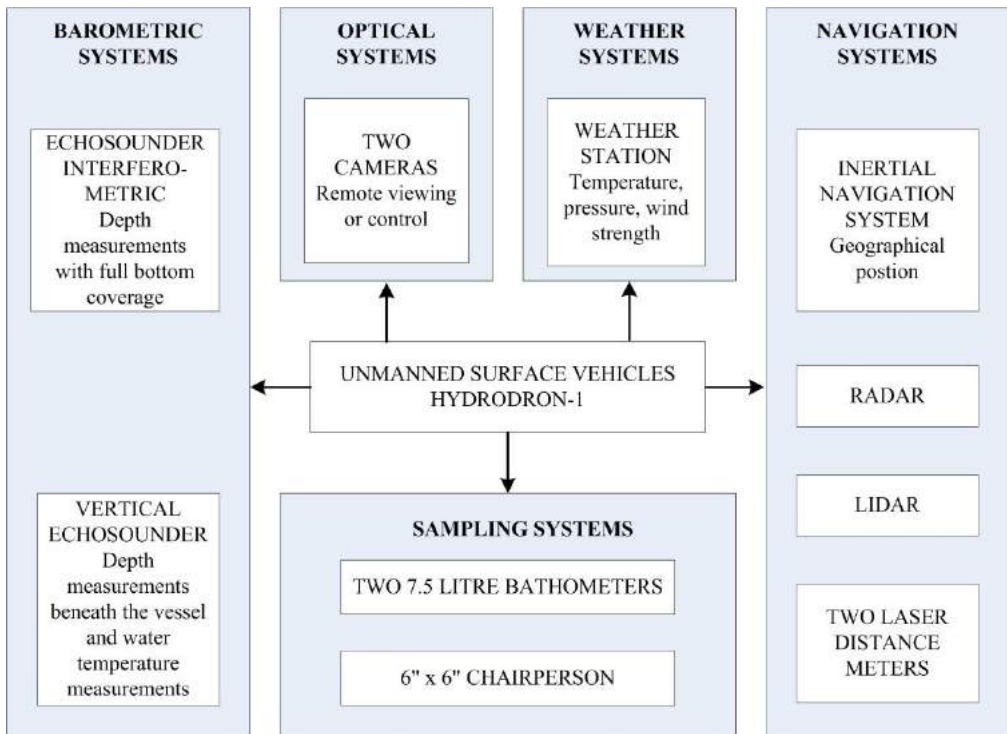 BAROMETRIC
SYSTEMS
ECHOSOUNDER
INTERFERO-
METRIC
Depth
measurements
with full bottom
coverage
VERTICAL
ECHOSOUNDER
Depth
measurements
beneath the vessel
and water
temperature
measurements
OPTICAL
SYSTEMS
TWO
CAMERAS
Remote viewing
or control
WEATHER
SYSTEMS
WEATHER
STATION
Temperature,
pressure, wind
strength
UNMANNED SURFACE VEHICLES
HYDRODRON-1
SAMPLING SYSTEMS
TWO 7.5 LITRE BATHOMETERS
6" x 6" CHAIRPERSON
NAVIGATION
SYSTEMS
INERTIAL
NAVIGATION
SYSTEM
Geographical
postion
RADAR
LIDAR
TWO LASER
DISTANCE
METERS